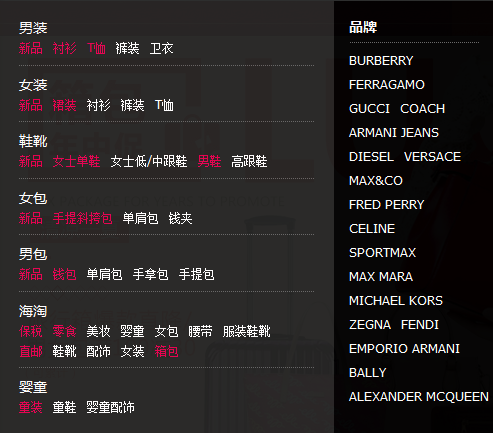 男装
新品 衬衫 T恤 裤装 卫衣
女装
新品 裙装 衬衫 裤装 T恤
鞋靴
新品 女士单鞋 女士低/中跟鞋 男鞋 高跟鞋
女包
新品 手提斜挎包 单肩包 钱夹
男包
新品 钱包 单肩包 手拿包 手提包
海淘
保税 零食 美妆 婴童 女包 腰带 服装鞋靴
直邮 鞋靴 配饰 女装 箱包
婴童
童装 童鞋 婴童配饰
品牌
BURBERRY
FERRAGAMO
GUCCI COACH
ARMANI JEANS
DIESEL VERSACE
MAX&CO
FRED PERRY
CELINE
SPORTMAX
MAX MARA
MICHAEL KORS
ZEGNA FENDI
EMPORIO ARMANI
BALLY
ALEXANDER MCQUEEN